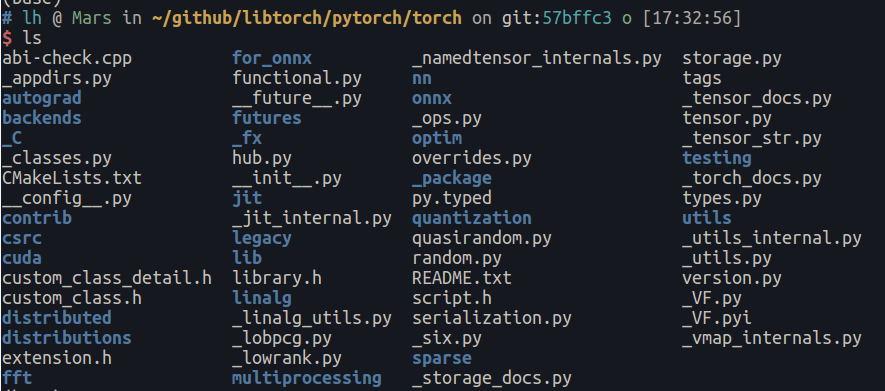 (base)
# lh @ Mars in ~/github/libtorch/pytorch/torch on git:57bffc3 o [17:32:56]
$ ls
abi-check.cpp for_onnx _namedtensor_internals.py storage.py
_appdirs.py functional.py nn tags
autograd __future__.py onnx _tensor_docs.py
backends futures _ops.py tensor.py
_C _fx optim _tensor_str.py
_classes.py hub.py overrides.py testing
CMakeLists.txt __init__.py _package _torch_docs.py
__config__.py jit py.typed types.py
contrib _jit_internal.py quantization utils
csrc legacy quasirandom.py _utils_internal.py
cuda lib random.py _utils.py
custom_class_detail.h library.h README.txt version.py
custom_class.h linalg script.h _VF.py
distributed _linalg_utils.py serialization.py _VF.pyi
distributions _lobpcg.py _six.py _vmap_internals.py
extension.h _lowrank.py sparse
fft multiprocessing _storage_docs.py